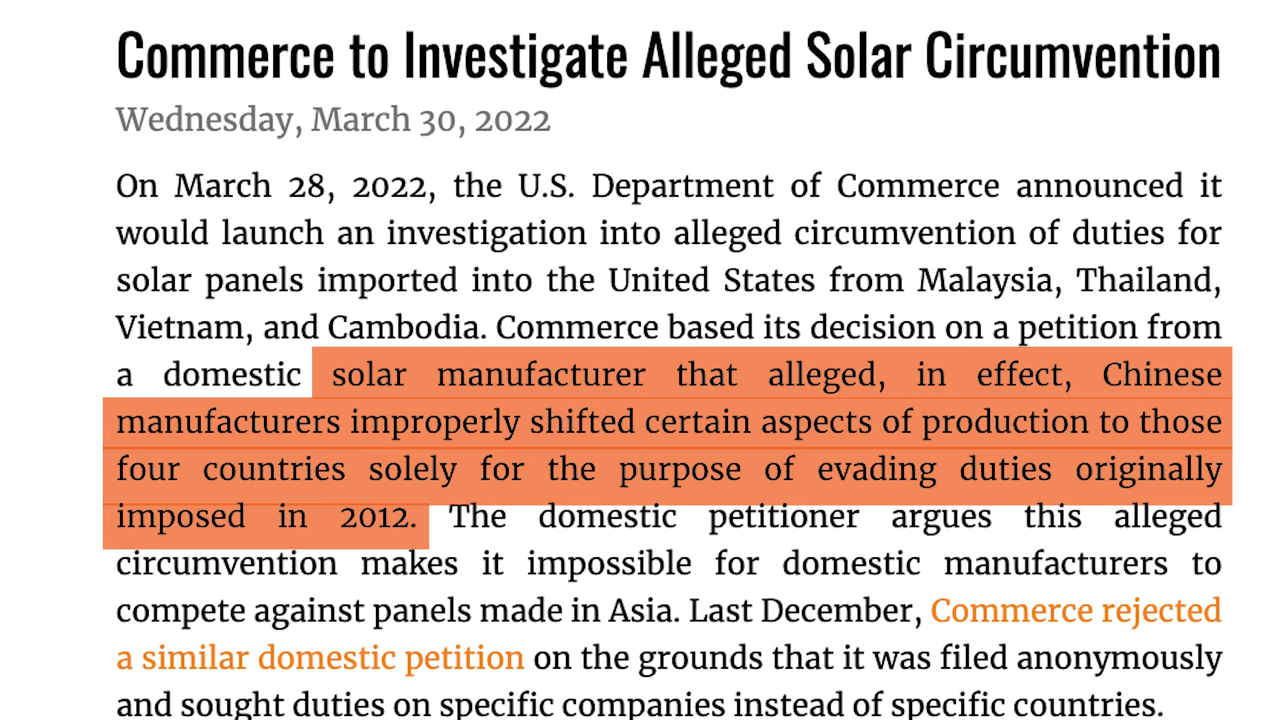 Commerce to Investigate Alleged Solar Circumvention
Wednesday, March 30, 2022
On March 28, 2022, the U.S. Department of Commerce announced it
would launch an investigation into alleged circumvention of duties for
solar panels imported into the United States from Malaysia, Thailand,
Vietnam, and Cambodia. Commerce based its decision on a petition from
a domestic solar manufacturer that alleged, in effect, Chinese
manufacturers improperly shifted certain aspects of production to those
four countries solely for the purpose of evading duties originally
imposed in 2012. The domestic petitioner argues this alleged
circumvention makes it impossible for domestic manufacturers to
compete against panels made in Asia. Last December, Commerce rejected
a similar domestic petition on the grounds that it was filed anonymously
and sought duties on specific companies instead of specific countries.